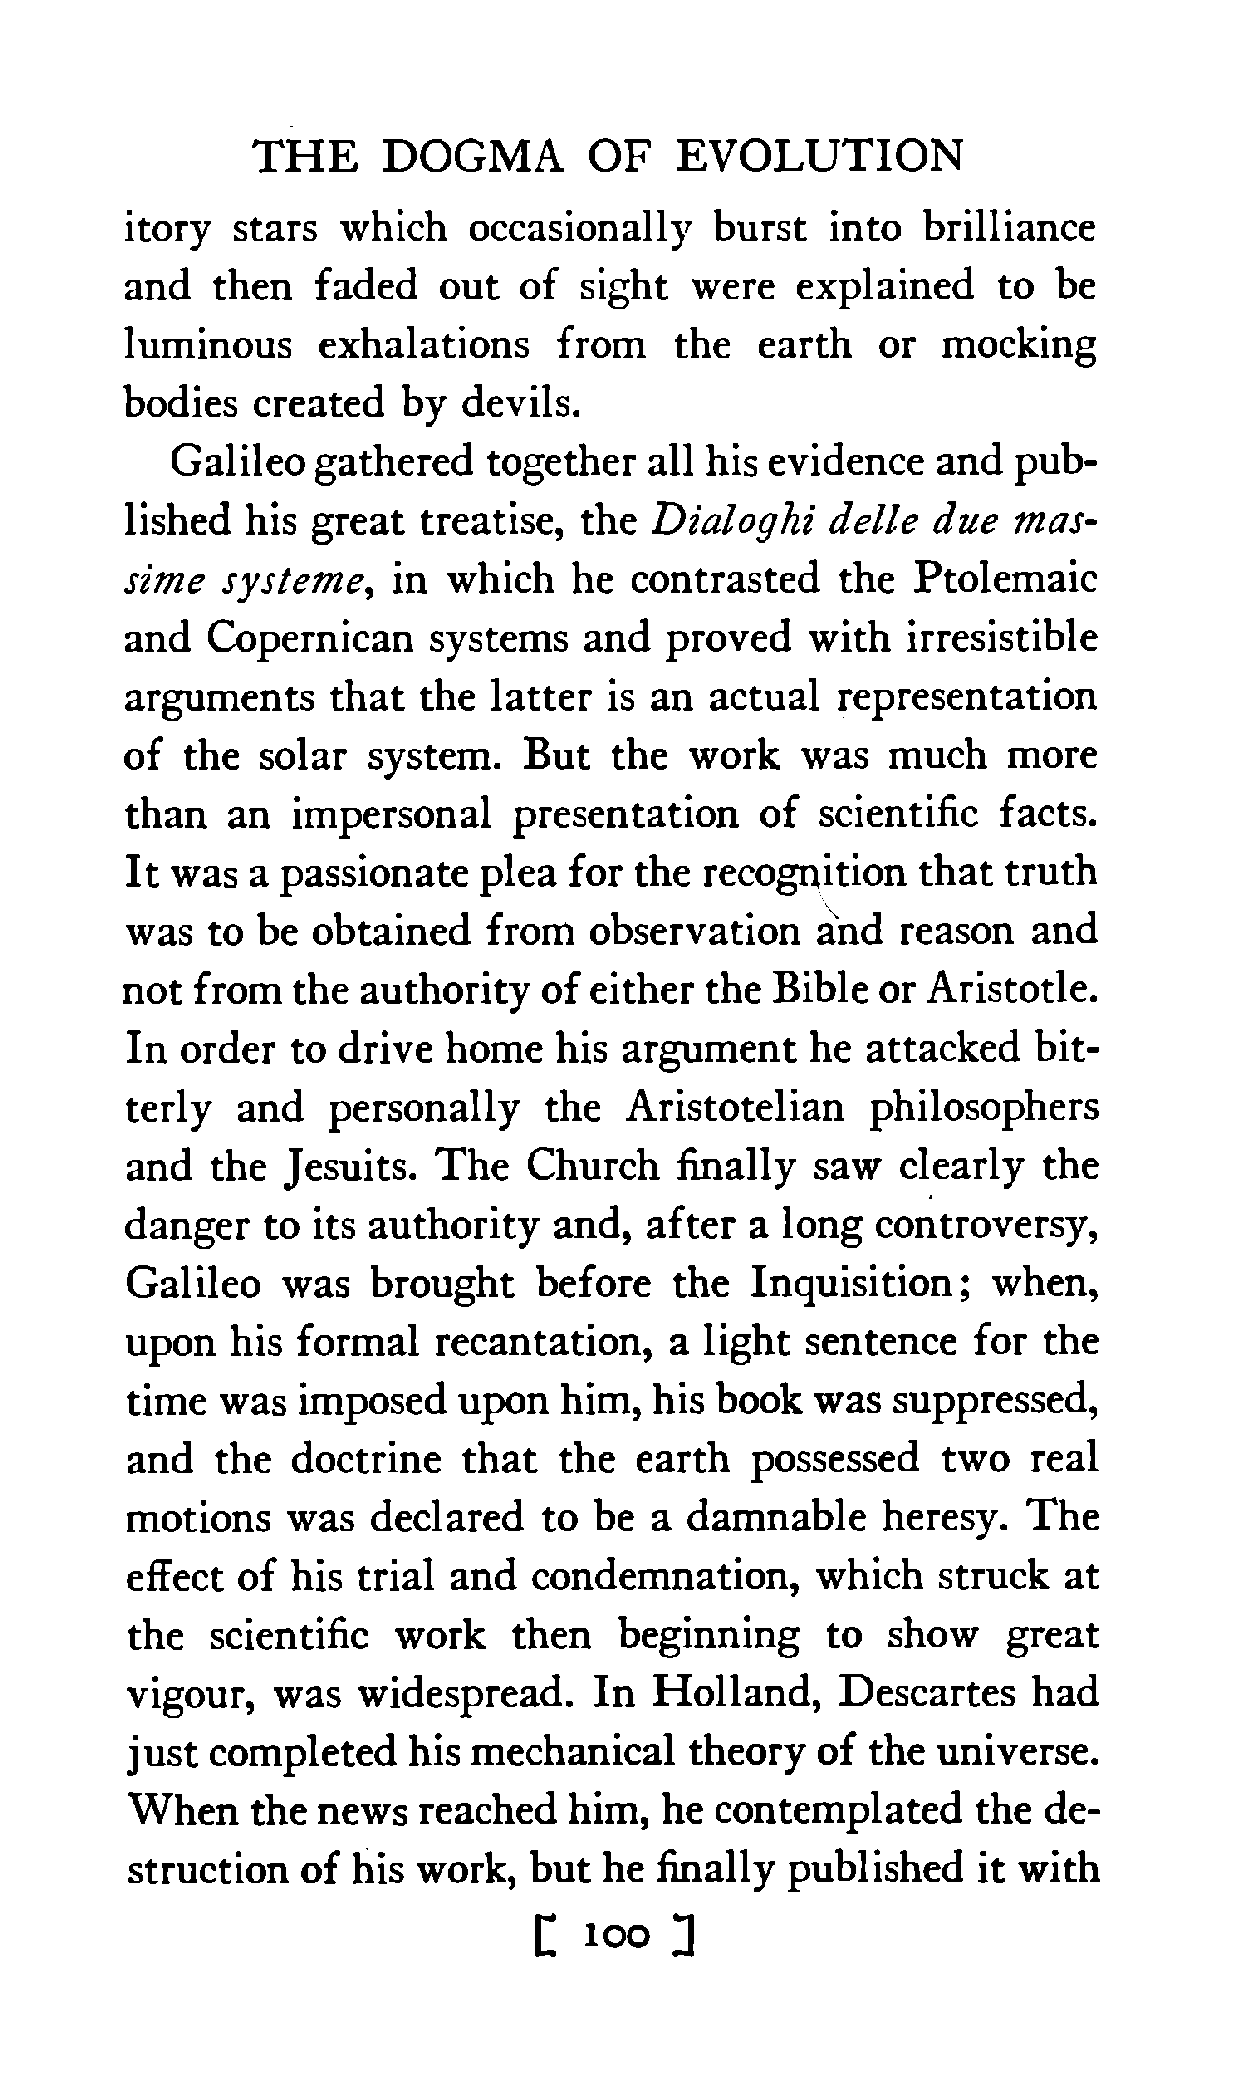 THE DOGMA OF EVOLUTION
itory stars which occasionally burst into brilliance
and then faded out of sight were explained to be
luminous exhalations from the earth or mocking
bodies created by devils.
Galileo gathered together all his evidence and pub-
lished his great treatise, the Dialoghi delle due mas-
sime systeme, in which he contrasted the Ptolemaic
and Copernican systems and proved with irresistible
arguments that the latter is an actual representation
of the solar system. But the work was much more
than an impersonal presentation of scientific facts.
It was a passionate plea for the recognition that truth
was to be obtained from observation and reason and
not from the authority of either the Bible or Aristotle.
In order to drive home his argument he attacked bit-
terly and personally the Aristotelian philosophers
and the Jesuits. The Church finally saw clearly the
danger to its authority and, after a long controversy,
Galileo was brought before the Inquisition; when,
upon his formal recantation, a light sentence for the
time was imposed upon him, his book was suppressed,
and the doctrine that the earth possessed two real
motions was declared to be a damnable heresy. The
effect of his trial and condemnation, which struck at
the scientific work then beginning to show great
vigour, was widespread. In Holland, Descartes had
just completed his mechanical theory of the universe.
When the news reached him, he contemplated the de-
struction of his work, but he finally published it with
[ 100 ]